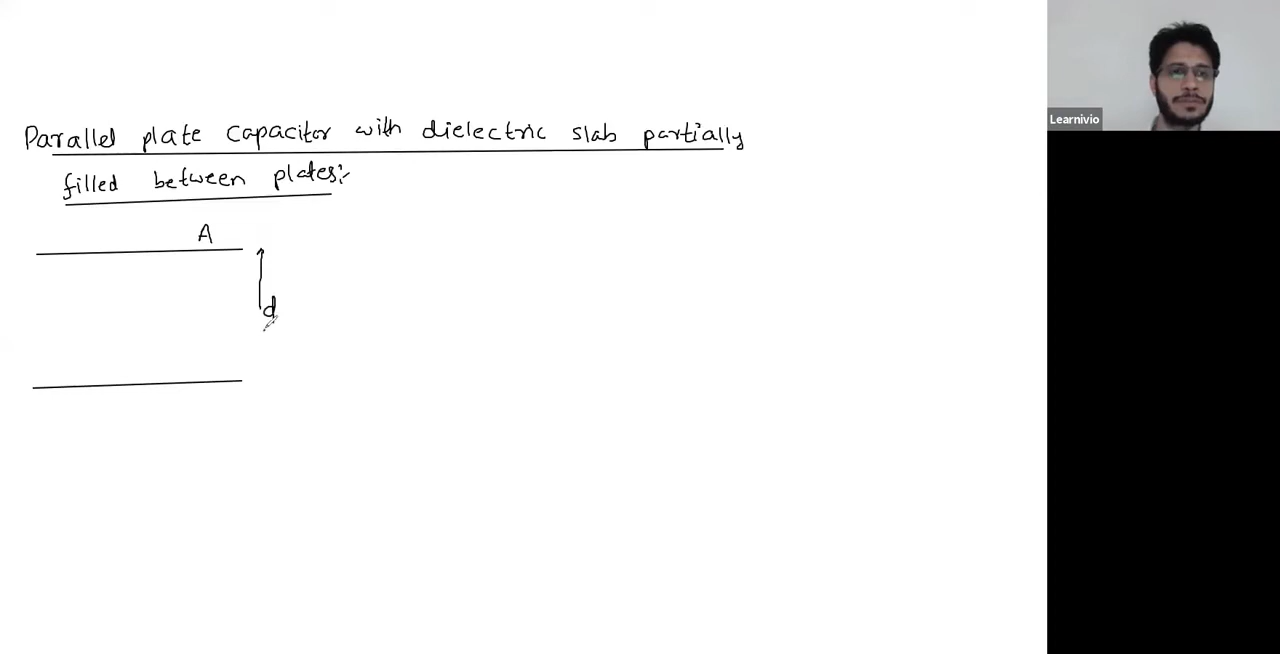 Parallel plate capacitor with dielectric slab partially
filled between plates:-
A
d
Learnivio